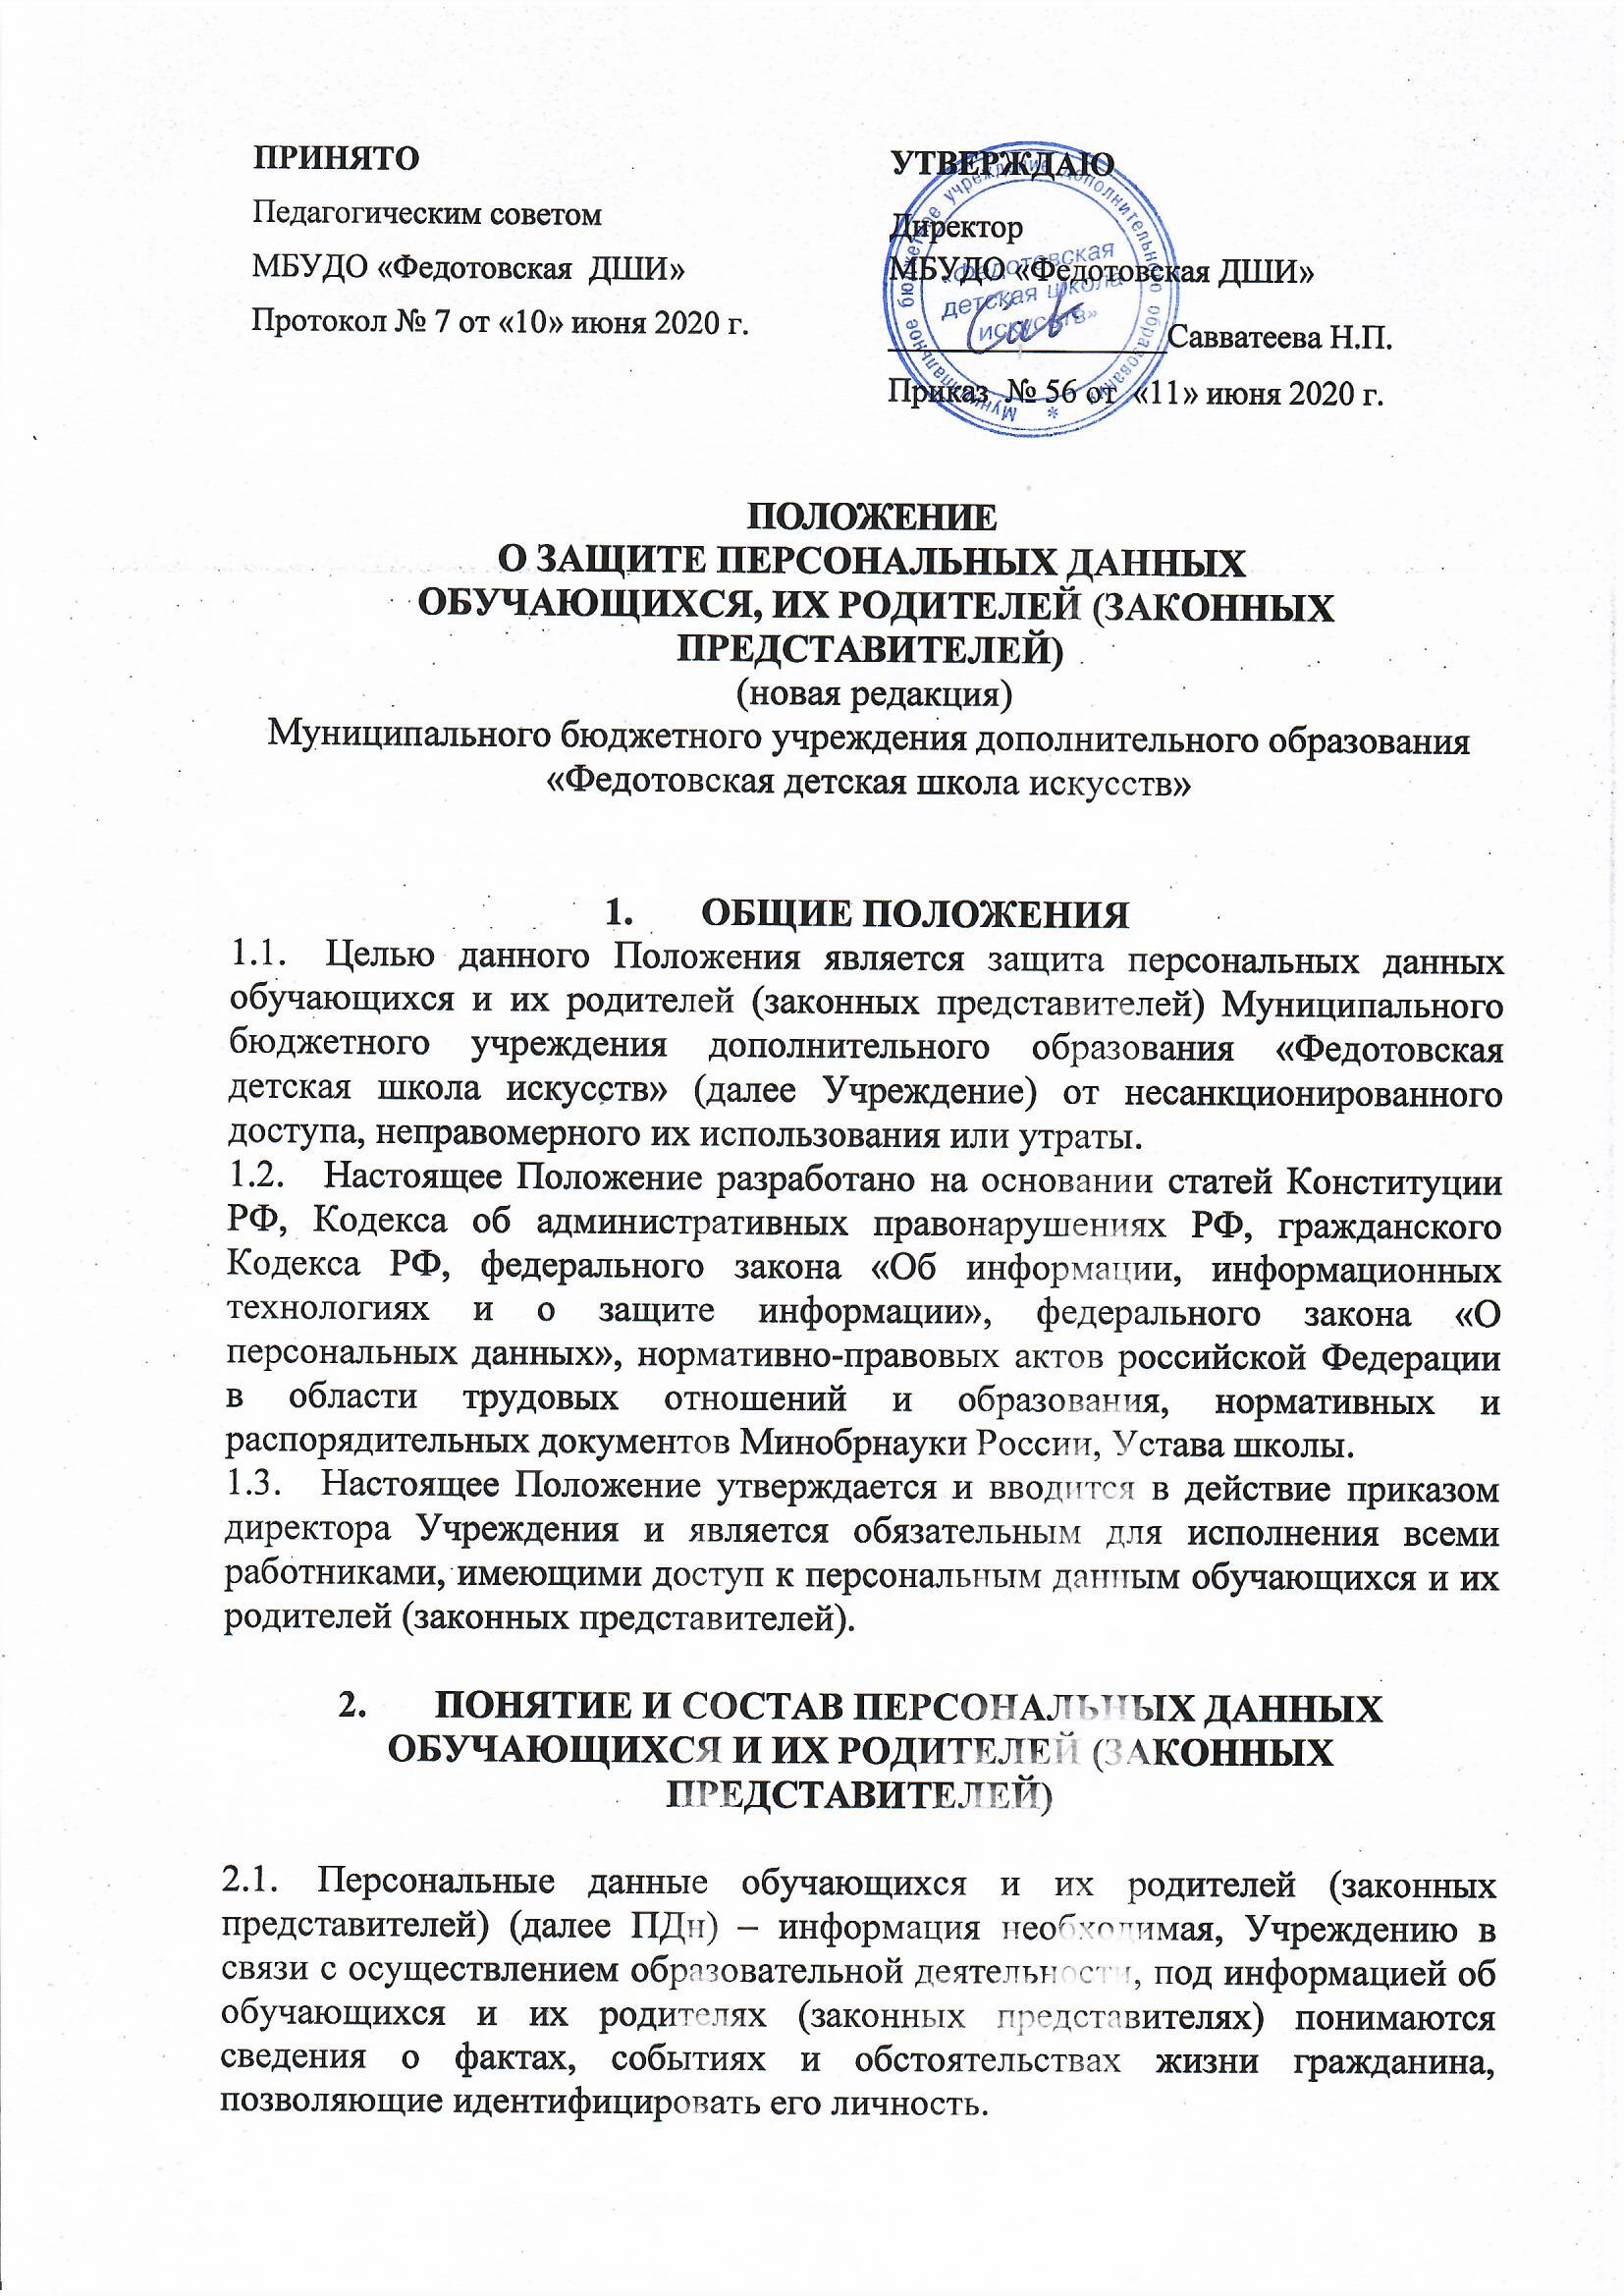 ПРИНЯТО
Педагогическим советом
МБУДО «Федотовская ДШИ»
Протокол № 7 от «10» июня 2020 г.
УТВЕРЖДАЮ
Директор
МБУДО «Федотовская ДШИ»
Савватеева Н.П.
Приказ № 56 от «11» июня 2020 г.
Муниципальное бюджетное учреждение дополнительного образования
«Федотовская
детская школа
искусств»
ПОЛОЖЕНИЕ
О ЗАЩИТЕ ПЕРСОНАЛЬНЫХ ДАННЫХ
ОБУЧАЮЩИХСЯ, ИХ РОДИТЕЛЕЙ (ЗАКОННЫХ
ПРЕДСТАВИТЕЛЕЙ)
(новая редакция)
Муниципального бюджетного учреждения дополнительного образования
«Федотовская детская школа искусств»
1. ОБЩИЕ ПОЛОЖЕНИЯ
1.1. Целью данного Положения является защита персональных данных
обучающихся и их родителей (законных представителей) Муниципального
бюджетного учреждения дополнительного образования «Федотовская
детская школа искусств» (далее Учреждение) от несанкционированного
доступа, неправомерного их использования или утраты.
1.2. Настоящее Положение разработано на основании статей Конституции
РФ, Кодекса об административных правонарушениях РФ, гражданского
Кодекса РФ, федерального закона «Об информации, информационных
технологиях и о защите информации», федерального закона «О
персональных данных», нормативно-правовых актов российской Федерации
в области трудовых отношений и образования, нормативных и
распорядительных документов Минобрнауки России, Устава школы.
1.3. Настоящее Положение утверждается и вводится в действие приказом
директора Учреждения и является обязательным для исполнения всеми
работниками, имеющими доступ к персональным данным обучающихся и их
родителей (законных представителей).
2. ПОНЯТИЕ И СОСТАВ ПЕРСОНАЛЬНЫХ ДАННЫХ
ОБУЧАЮЩИХСЯ И ИХ РОДИТЕЛЕЙ (ЗАКОННЫХ
ПРЕДСТАВИТЕЛЕЙ)
2.1. Персональные данные обучающихся и их родителей (законных
представителей) (далее ПДн) – информация необходимая, Учреждению в
связи с осуществлением образовательной деятельности, под информацией об
обучающихся и их родителях (законных представителях) понимаются
сведения о фактах, событиях и обстоятельствах жизни гражданина,
позволяющие идентифицировать его личность.